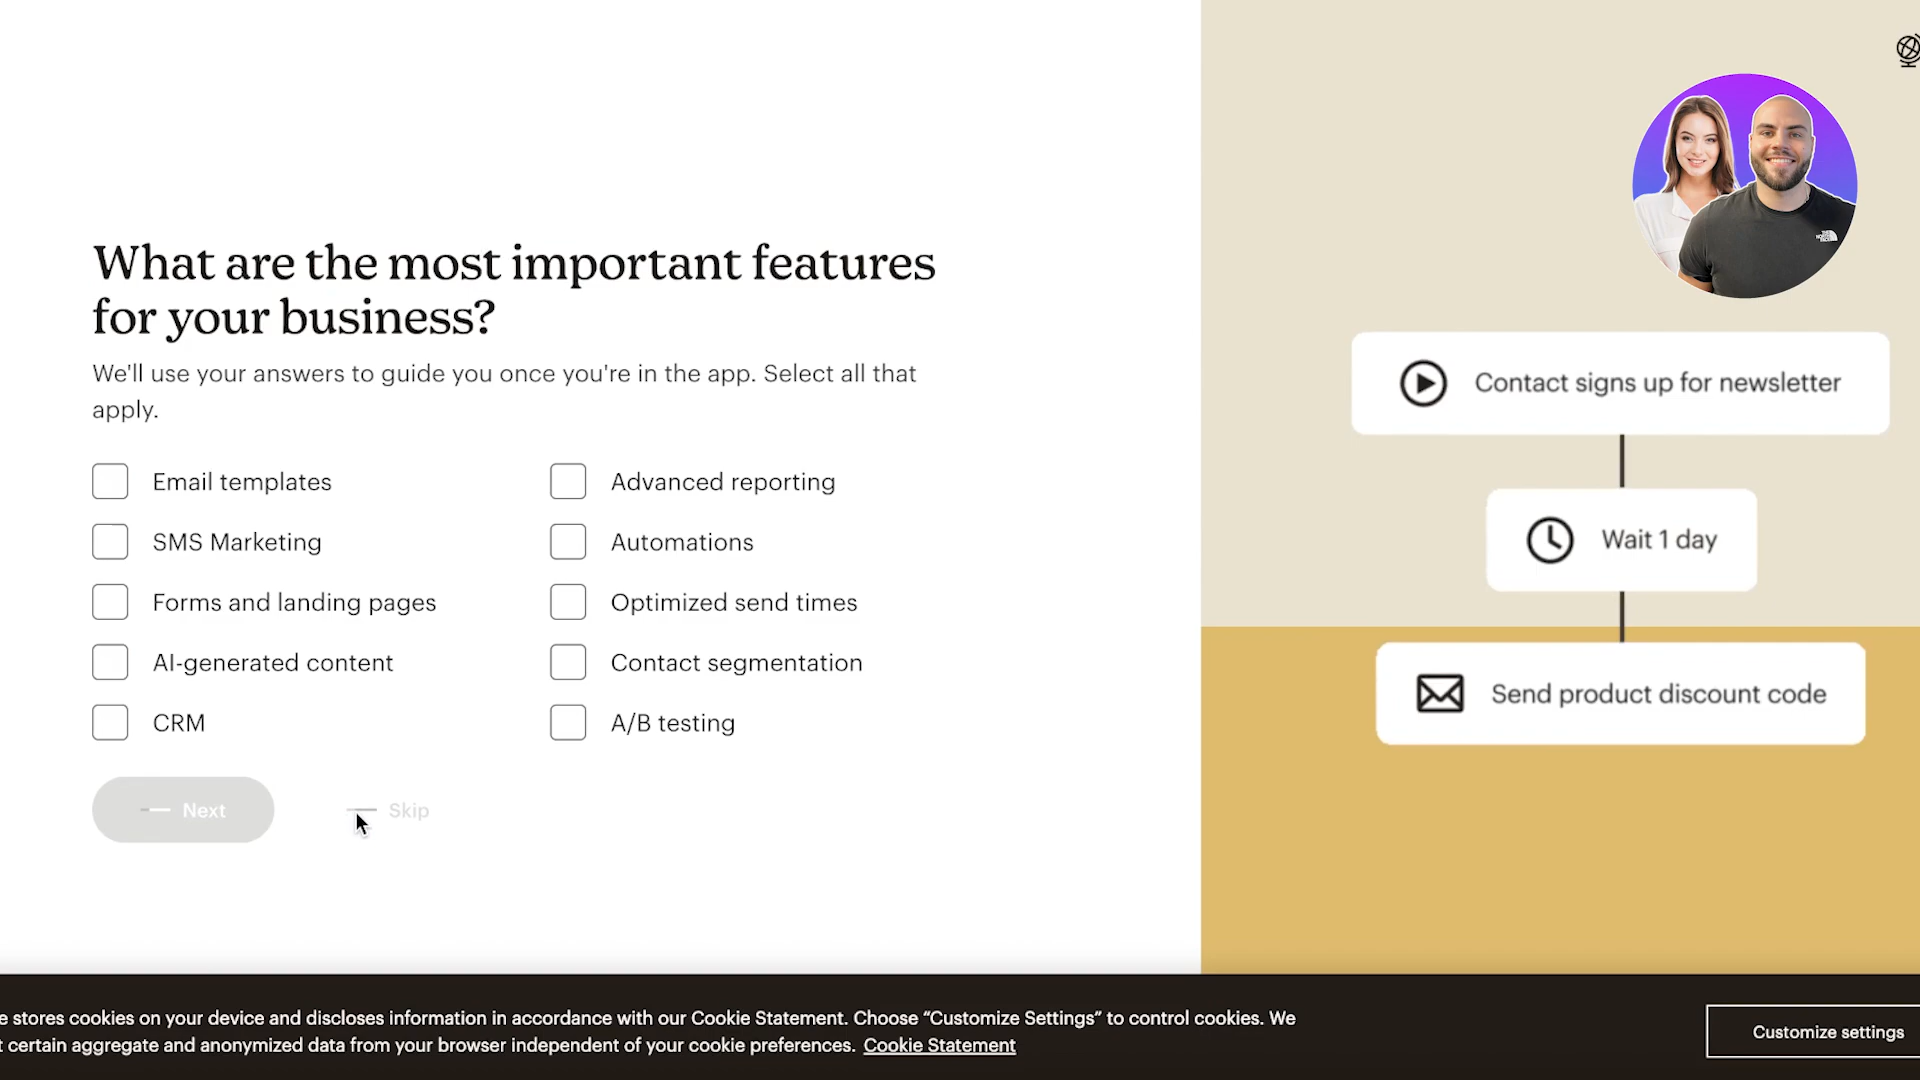 What are the most important features
for your business?
We'll use your answers to guide you once you're in the app. Select all that
apply.
Email templates
SMS Marketing
Forms and landing pages
AI-generated content
CRM
Advanced reporting
Automations
Optimized send times
Contact segmentation
A/B testing
Next
Skip
Contact signs up for newsletter
Wait 1 day
Send product discount code
stores cookies on your device and discloses information in accordance with our Cookie Statement. Choose “Customize Settings” to control cookies. We
certain aggregate and anonymized data from your browser independent of your cookie preferences. Cookie Statement
Customize settings